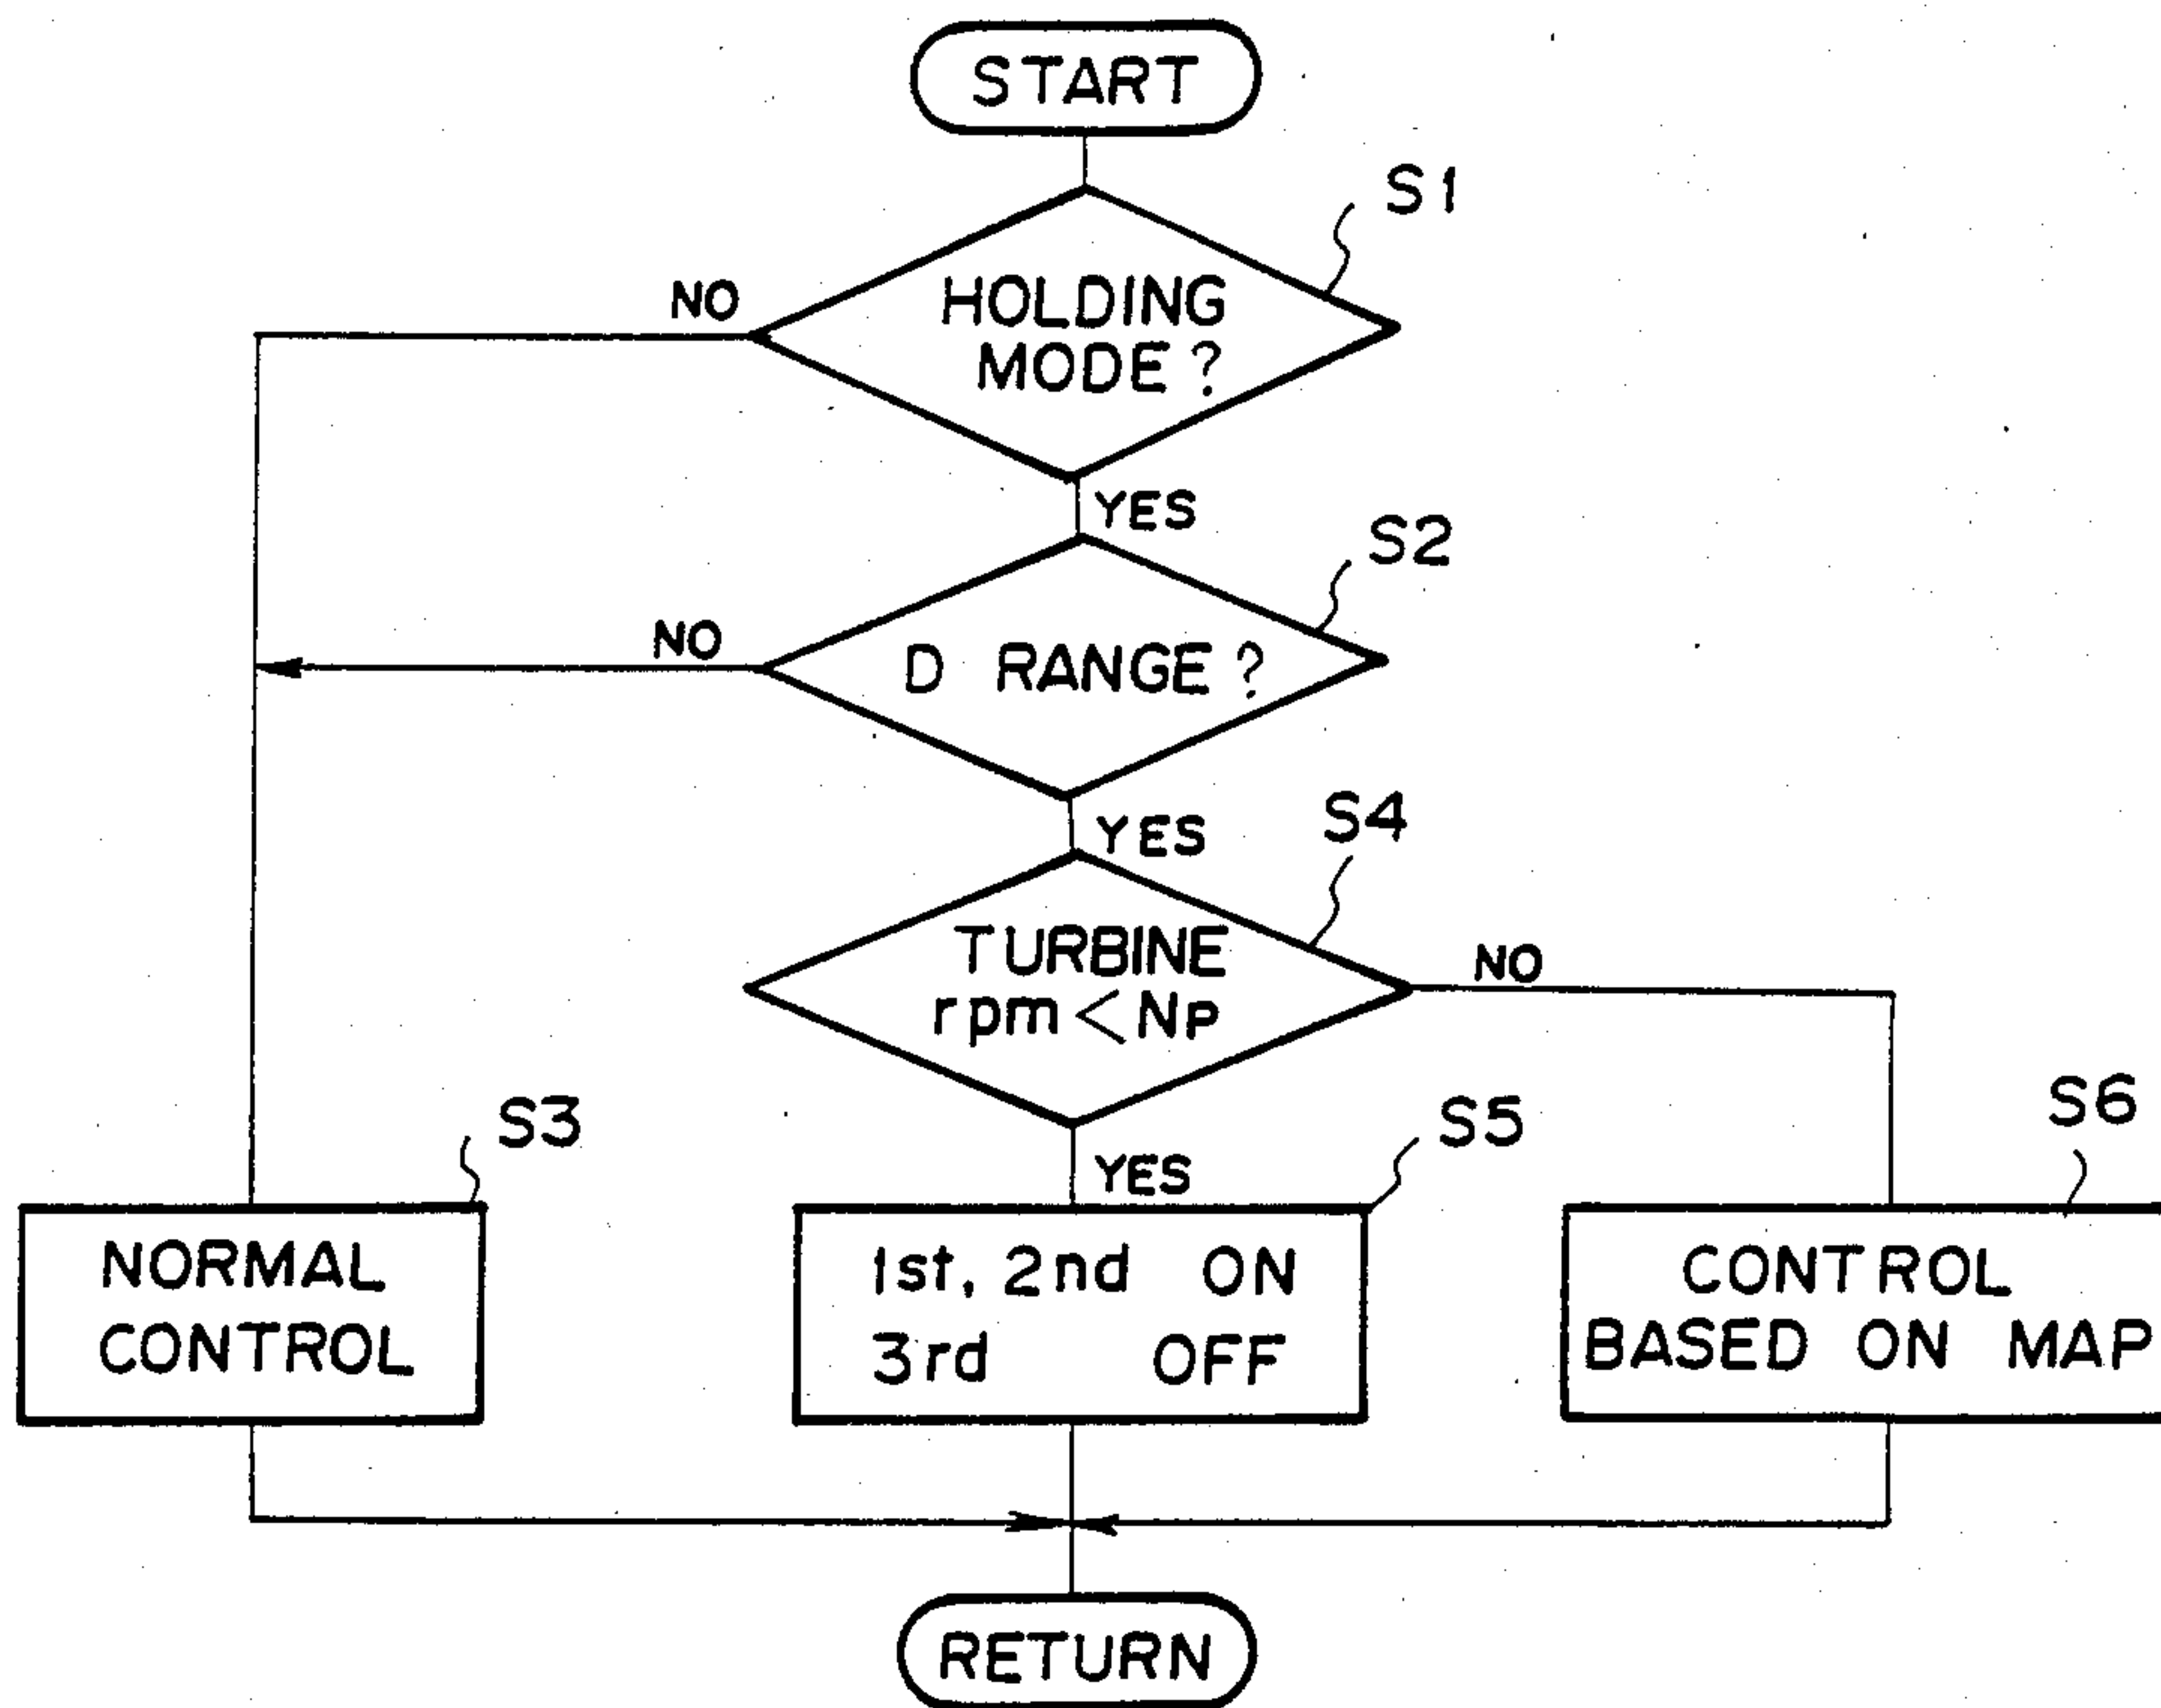 START
S1
HOLDING
MODE?
NO
YES
S2
D RANGE?
NO
YES
S4
TURBINE
rpm<NP
NO
YES
S3
NORMAL
CONTROL
S5
1st, 2nd ON
3rd OFF
S6
CONTROL
BASED ON MAP
RETURN